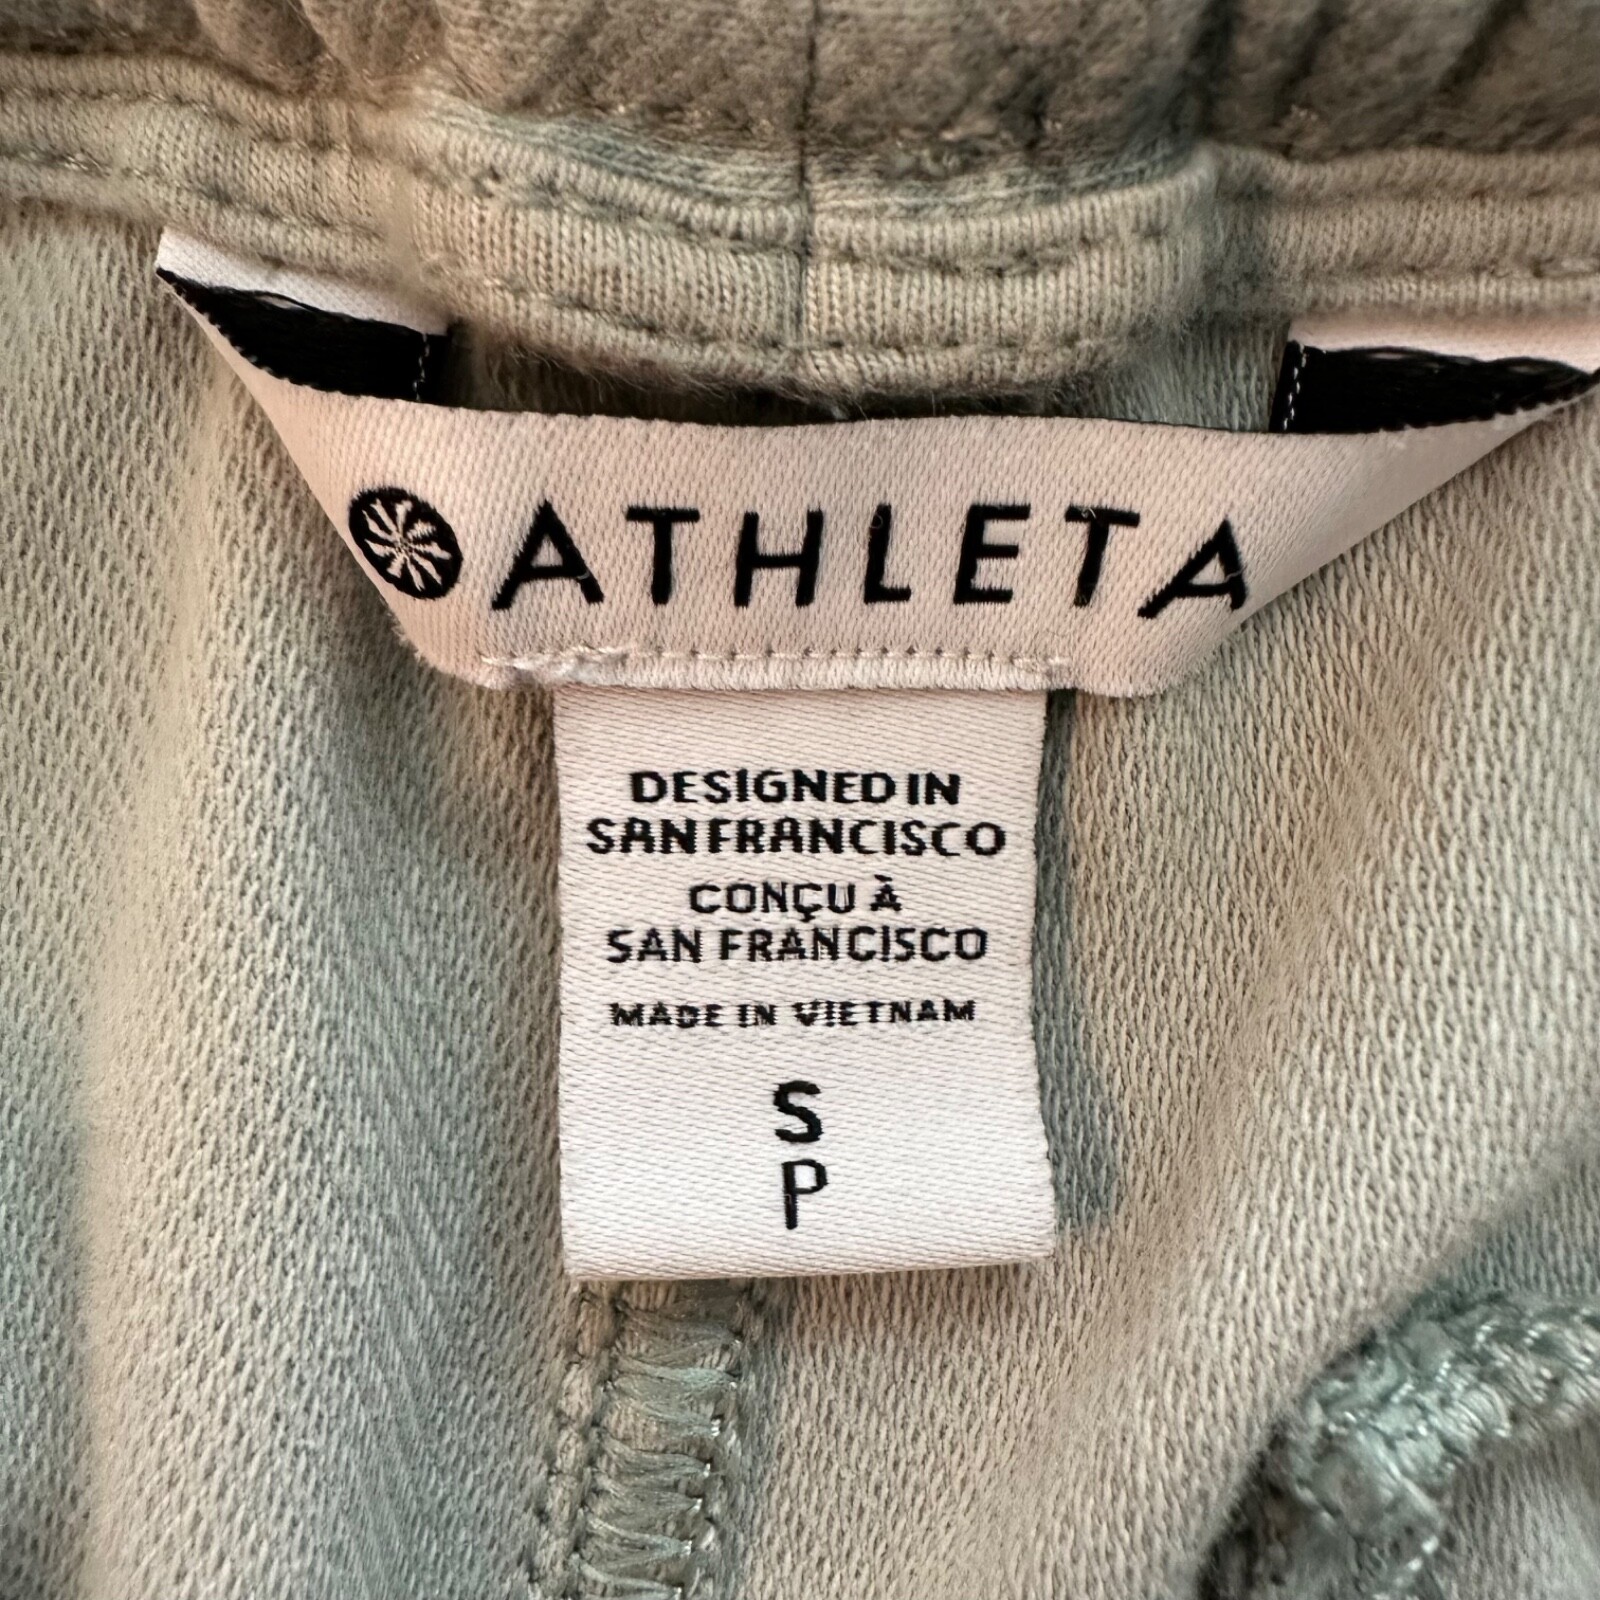 ATHLETA
DESIGNED IN
SAN FRANCISCO
CONÇU À
SAN FRANCISCO
MADE IN VIETNAM
S
P